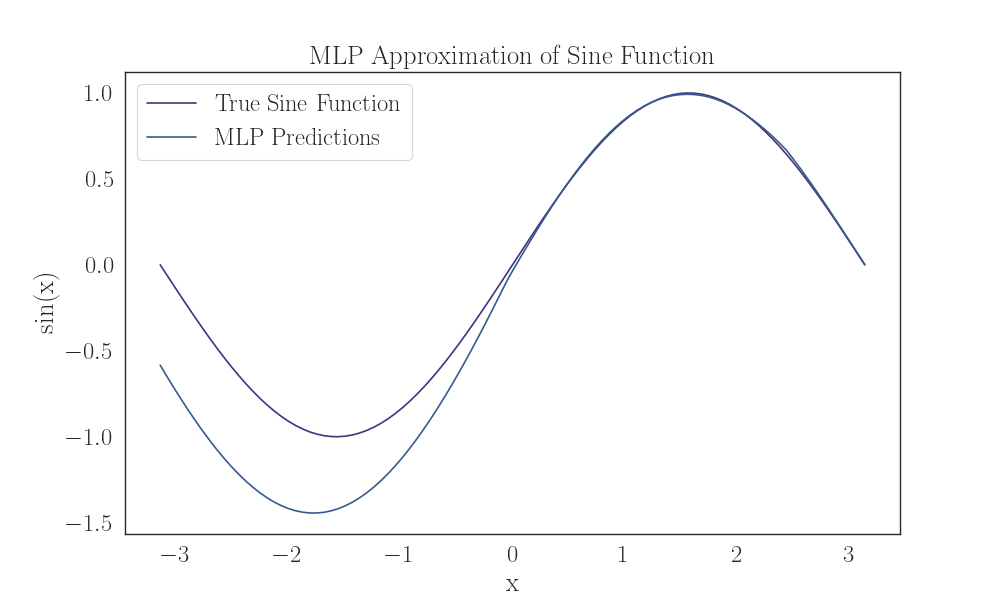 MLP Approximation of Sine Function
True Sine Function
MLP Predictions
1.0
0.5
0.0
−0.5
−1.0
−1.5
sin(x)
−3 −2 −1 0 1 2 3
x